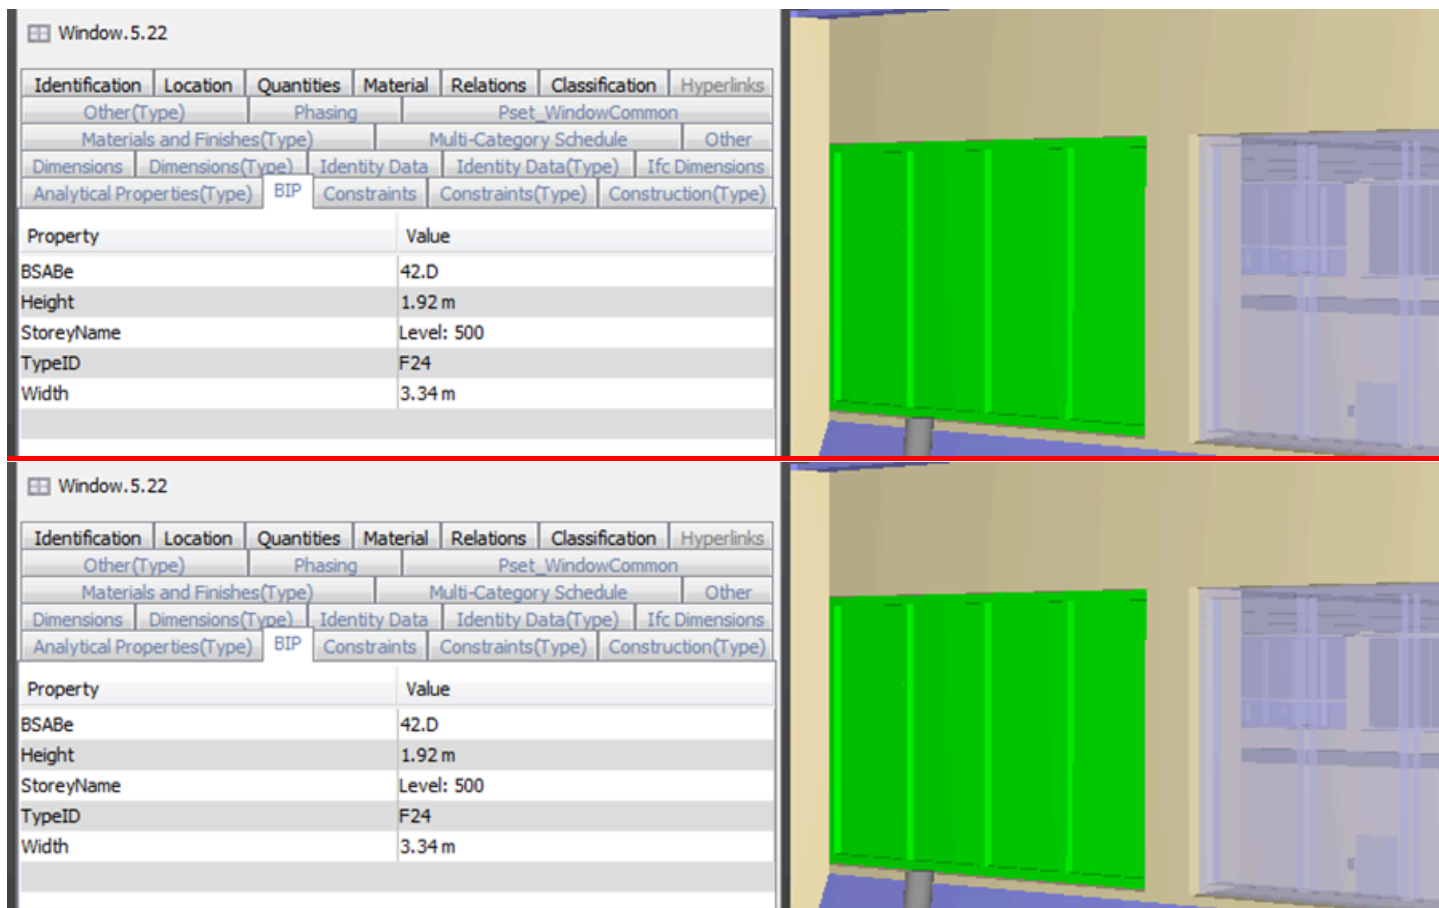 Window.5.22
Identification Location Quantities Material Relations Classification Hyperlinks
Other(Type) Phasing Pset_WindowCommon
Materials and Finishes(Type) Multi-Category Schedule Other
Dimensions Dimensions(Type) Identity Data Identity Data(Type) Ifc Dimensions
Analytical Properties(Type) BIP Constraints Constraints(Type) Construction(Type)
Property Value
BSABe 42.D
Height 1.92 m
StoreyName Level: 500
TypeID F24
Width 3.34 m
Window.5.22
Identification Location Quantities Material Relations Classification Hyperlinks
Other(Type) Phasing Pset_WindowCommon
Materials and Finishes(Type) Multi-Category Schedule Other
Dimensions Dimensions(Type) Identity Data Identity Data(Type) Ifc Dimensions
Analytical Properties(Type) BIP Constraints Constraints(Type) Construction(Type)
Property Value
BSABe 42.D
Height 1.92 m
StoreyName Level: 500
TypeID F24
Width 3.34 m